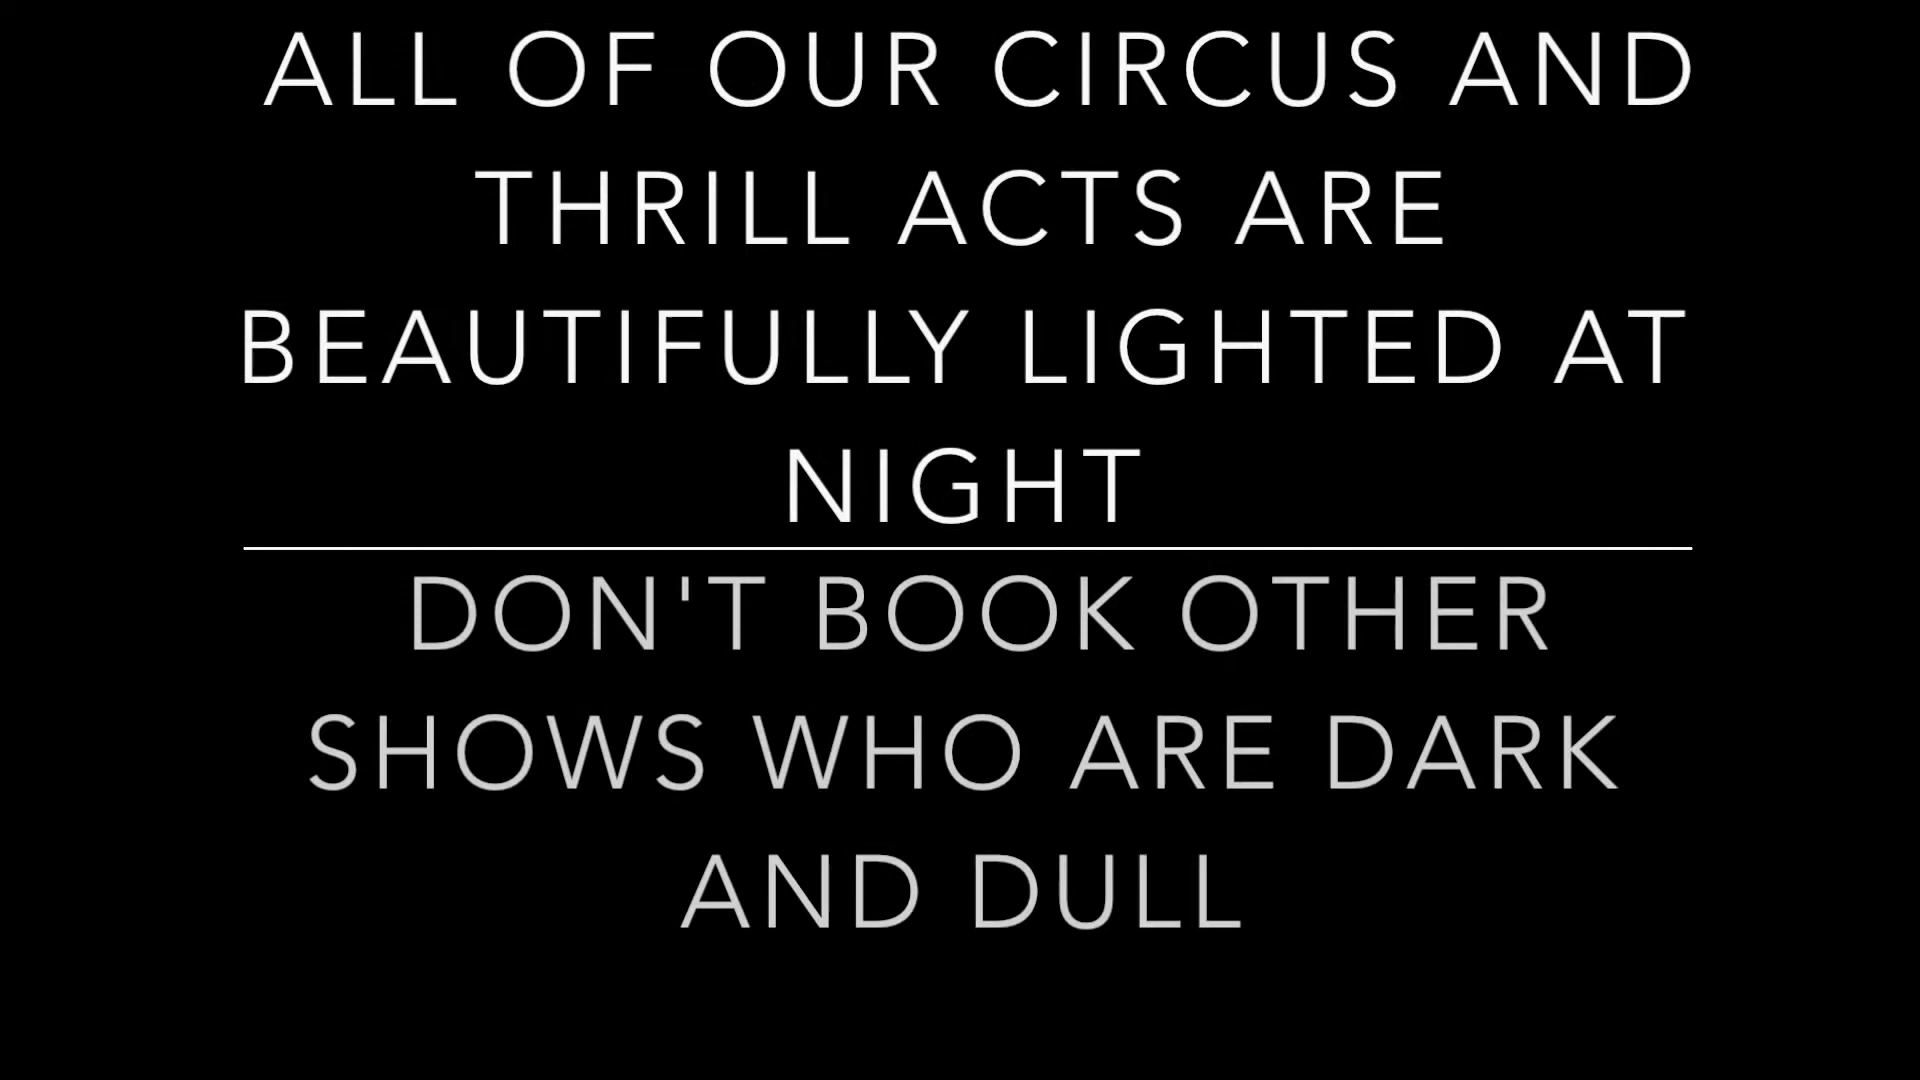 ALL OF OUR CIRCUS AND
THRILL ACTS ARE
BEAUTIFULLY LIGHTED AT
NIGHT
DON'T BOOK OTHER
SHOWS WHO ARE DARK
AND DULL